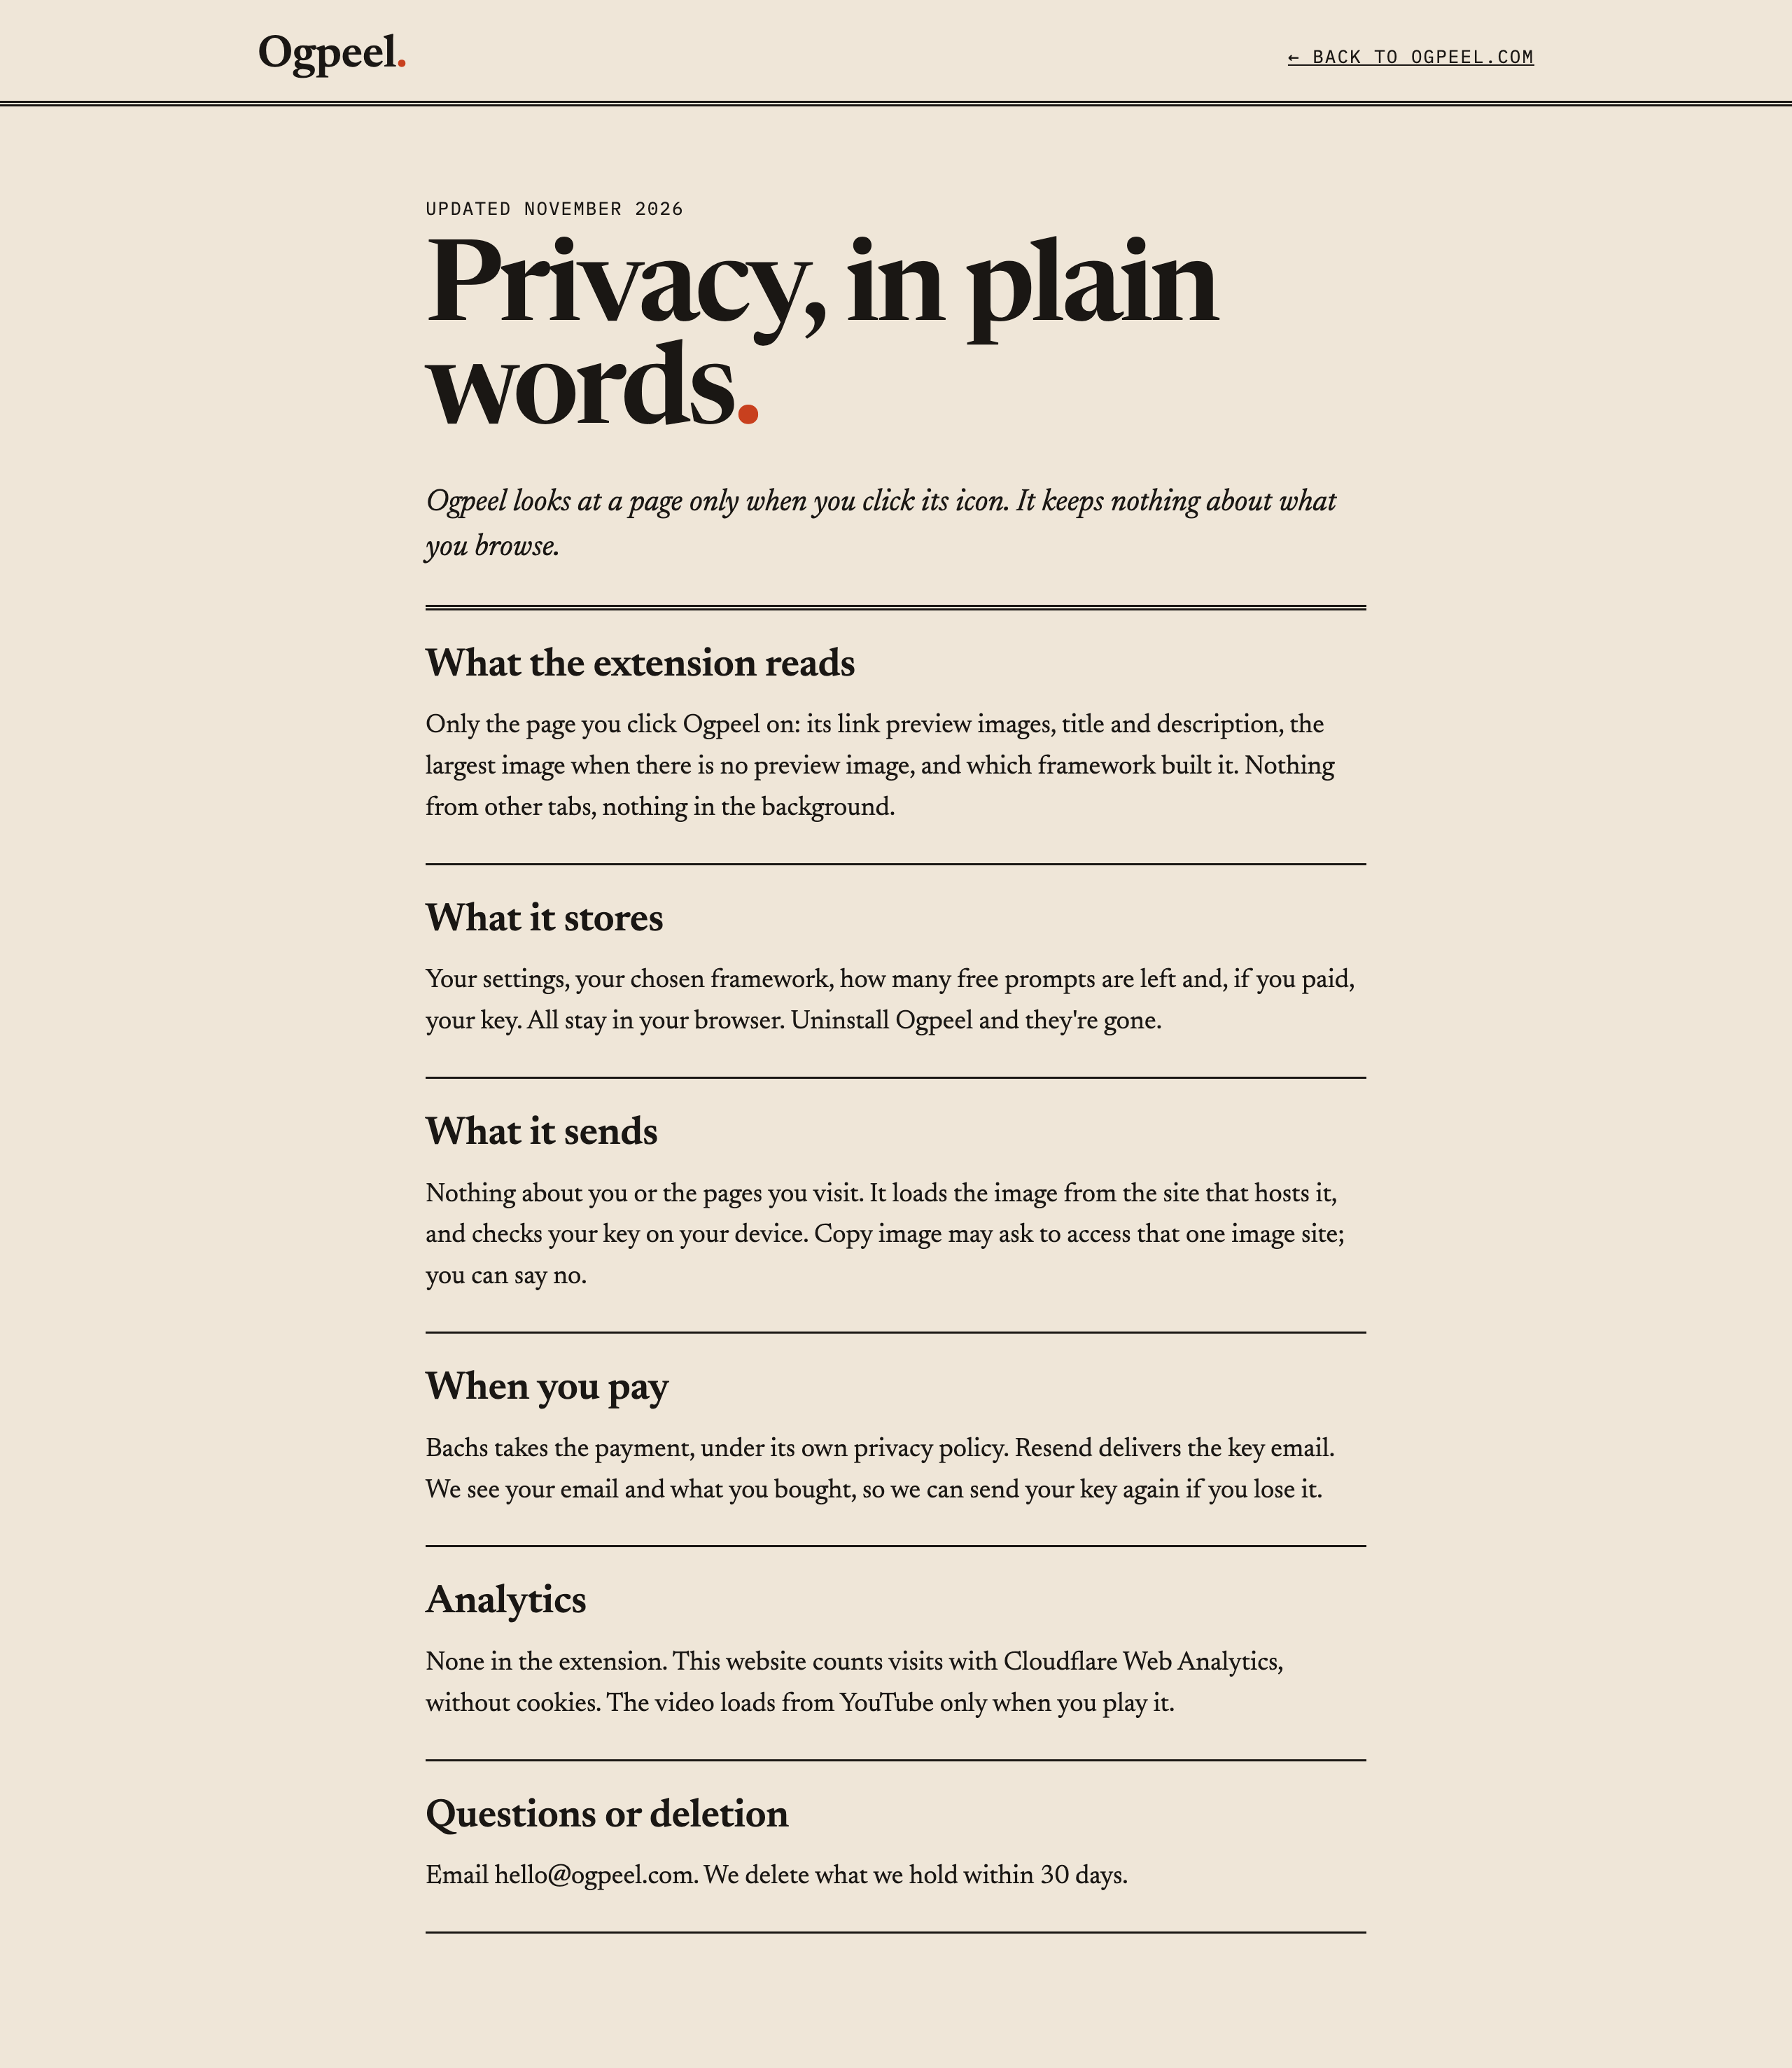 Ogpeel.
← BACK TO OGPEEL.COM
UPDATED NOVEMBER 2026
Privacy, in plain
words.
Ogpeel looks at a page only when you click its icon. It keeps nothing about what
you browse.
What the extension reads
Only the page you click Ogpeel on: its link preview images, title and description, the
largest image when there is no preview image, and which framework built it. Nothing
from other tabs, nothing in the background.
What it stores
Your settings, your chosen framework, how many free prompts are left and, if you paid,
your key. All stay in your browser. Uninstall Ogpeel and they're gone.
What it sends
Nothing about you or the pages you visit. It loads the image from the site that hosts it,
and checks your key on your device. Copy image may ask to access that one image site;
you can say no.
When you pay
Bachs takes the payment, under its own privacy policy. Resend delivers the key email.
We see your email and what you bought, so we can send your key again if you lose it.
Analytics
None in the extension. This website counts visits with Cloudflare Web Analytics,
without cookies. The video loads from YouTube only when you play it.
Questions or deletion
Email hello@ogpeel.com. We delete what we hold within 30 days.